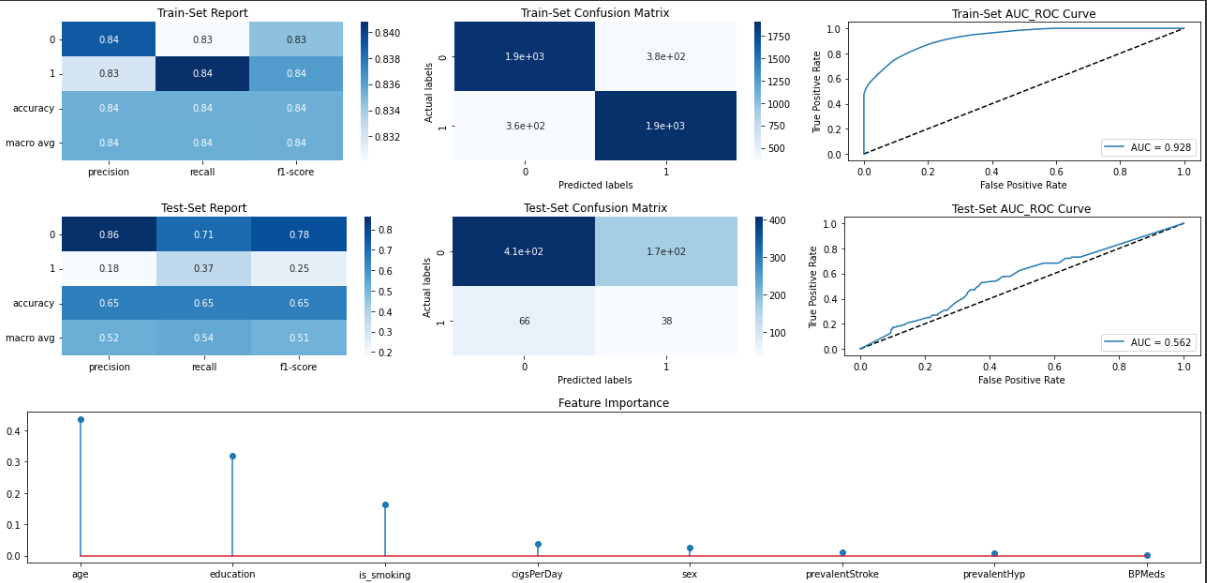 Train-Set Report
0
0.84 0.83 0.83
1
0.83 0.84 0.84
accuracy
0.84 0.84 0.84
macro avg
0.84 0.84 0.84
precision recall f1-score
0.840
0.838
0.836
0.834
0.832
Train-Set Confusion Matrix
Actual labels
0
1.9e+03 3.8e+02
1
3.6e+02 1.9e+03
0 1
Predicted labels
1750
1500
1250
1000
750
500
Train-Set AUC_ROC Curve
True Positive Rate
1.0
0.8
0.6
0.4
0.2
0.0
AUC = 0.928
0.0 0.2 0.4 0.6 0.8 1.0
False Positive Rate
Test-Set Report
0
0.86 0.71 0.78
1
0.18 0.37 0.25
accuracy
0.65 0.65 0.65
macro avg
0.52 0.54 0.51
precision recall f1-score
0.8
0.7
0.6
0.5
0.4
0.3
0.2
Test-Set Confusion Matrix
Actual labels
0
4.1e+02 1.7e+02
1
66 38
0 1
Predicted labels
400
300
200
100
Test-Set AUC_ROC Curve
True Positive Rate
1.0
0.8
0.6
0.4
0.2
0.0
AUC = 0.562
0.0 0.2 0.4 0.6 0.8 1.0
False Positive Rate
Feature Importance
0.4
0.3
0.2
0.1
0.0
age education is_smoking cigsPerDay sex prevalentStroke prevalentHyp BPMeds